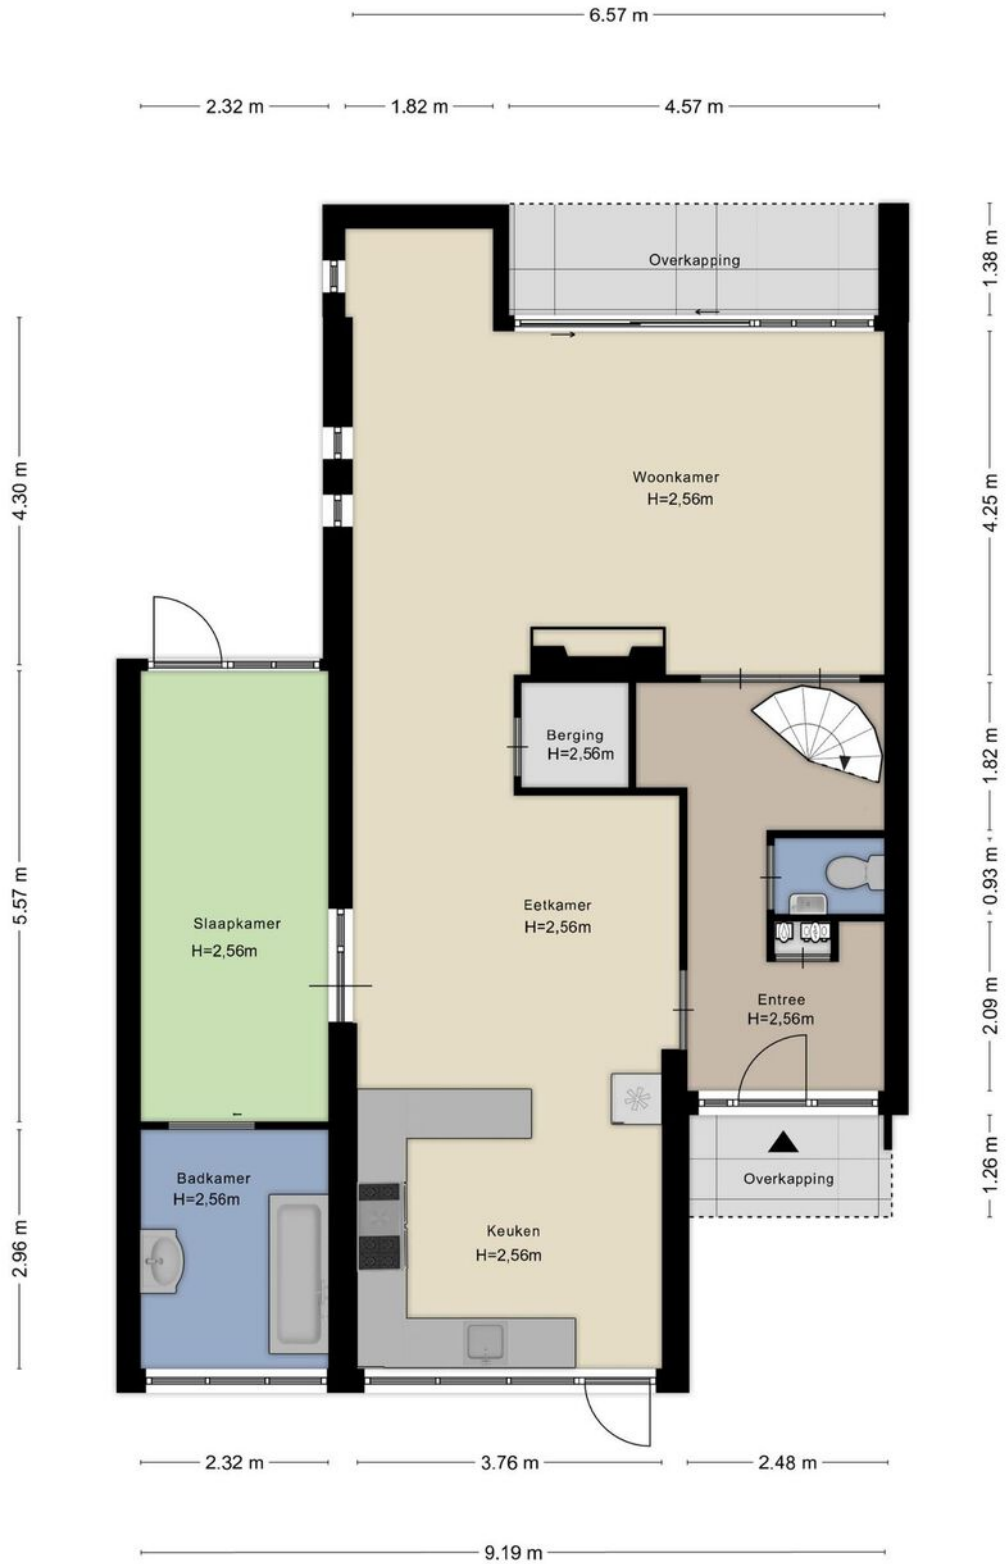 6.57 m
2.32 m
1.82 m
4.57 m
Overkapping
1.38 m
4.30 m
4.25 m
Woonkamer
H=2,56m
Berging
H=2,56m
1.82 m
0.93 m
5.57 m
Slaapkamer
H=2,56m
Eetkamer
H=2,56m
Entree
H=2,56m
2.09 m
Badkamer
H=2,56m
Overkapping
1.26 m
2.96 m
Keuken
H=2,56m
2.32 m
3.76 m
2.48 m
9.19 m